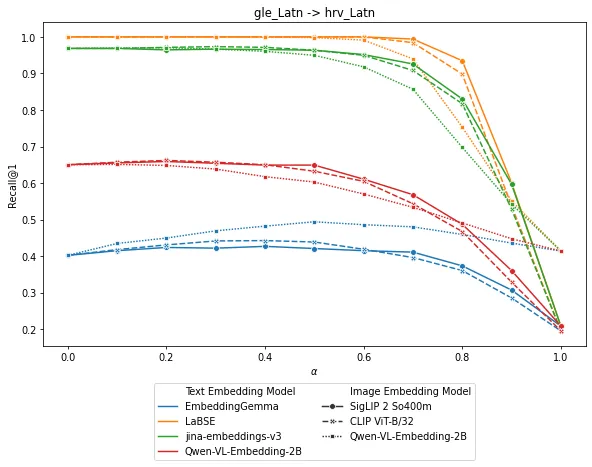 gle_Latn -> hrv_Latn
Recall@1
1.0
0.9
0.8
0.7
0.6
0.5
0.4
0.3
0.2
0.0 0.2 0.4 0.6 0.8 1.0
α
Text Embedding Model Image Embedding Model
EmbeddingGemma SigLIP 2 So400m
LaBSE CLIP ViT-B/32
jina-embeddings-v3 Qwen-VL-Embedding-2B
Qwen-VL-Embedding-2B